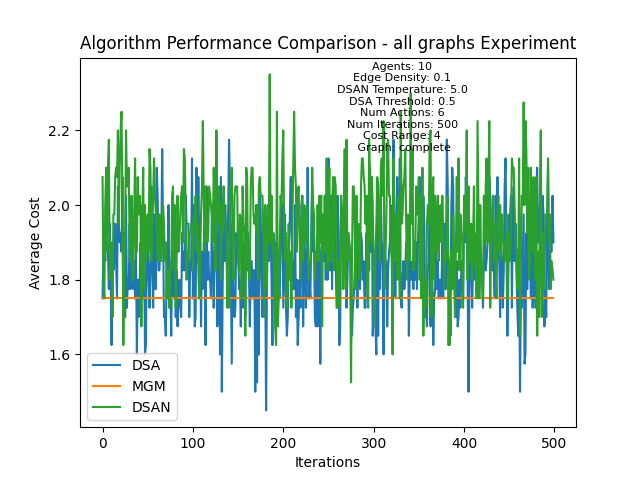 Algorithm Performance Comparison - all graphs Experiment
Agents: 10
Edge Density: 0.1
DSAN Temperature: 5.0
DSA Threshold: 0.5
Num Actions: 6
Num Iterations: 500
Cost Range: 4
Graph: complete
Average Cost
2.2
2.0
1.8
1.6
DSA
MGM
DSAN
0
100
200
300
400
500
Iterations